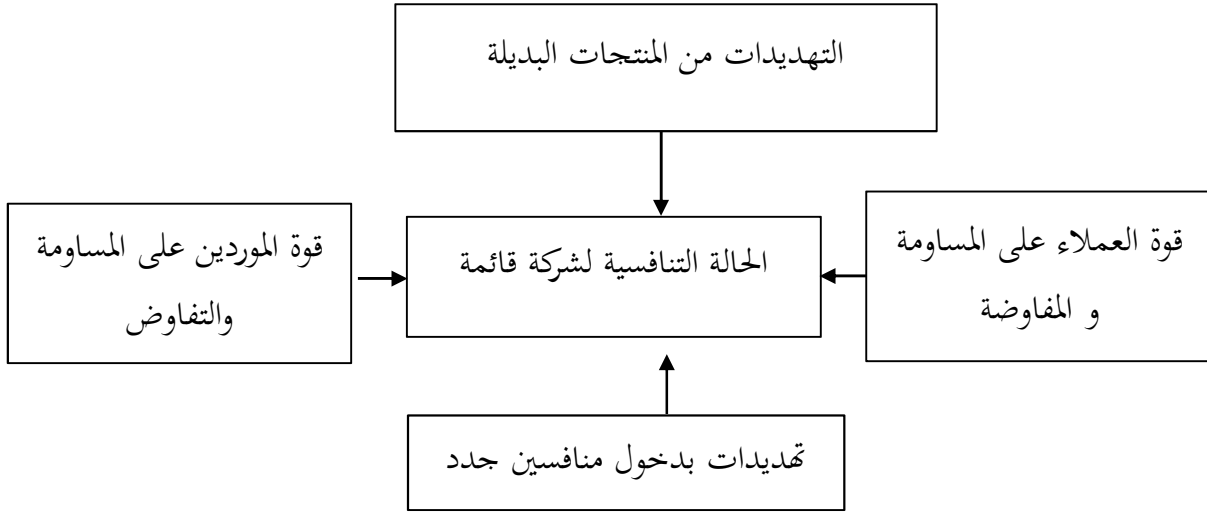 التهديدات من المنتجات البديلة
قوة العملاء على المساومة
و المفاوضة
الحالة التنافسية لشركة قائمة
قوة الموردين على المساومة
والتفاوض
تهديدات بدخول منافسين جدد